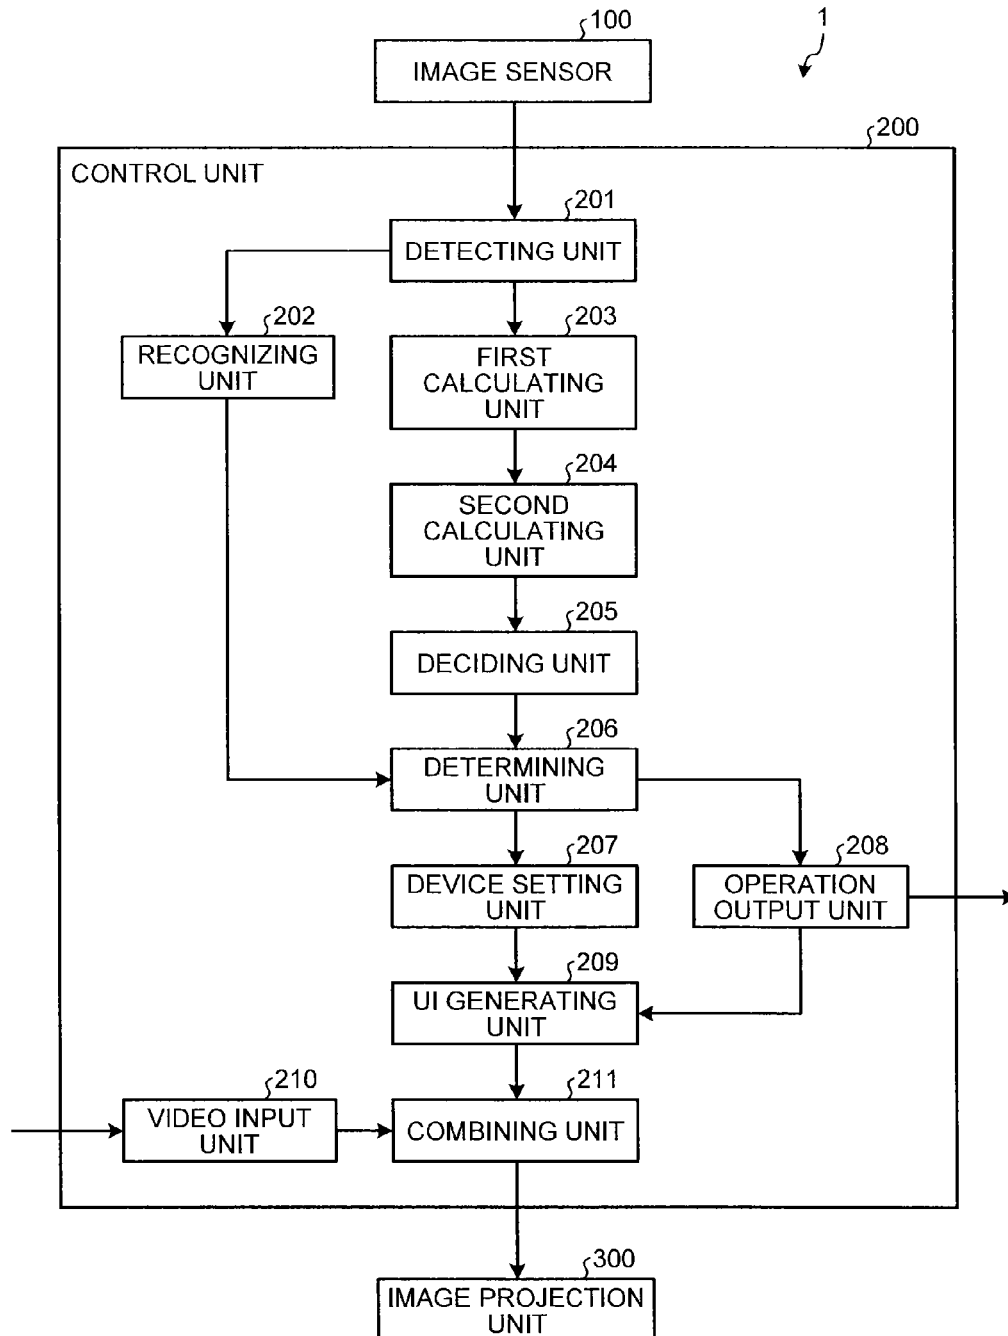 100
1
IMAGE SENSOR
200
CONTROL UNIT
201
DETECTING UNIT
202
RECOGNIZING
UNIT
203
FIRST
CALCULATING
UNIT
204
SECOND
CALCULATING
UNIT
205
DECIDING UNIT
206
DETERMINING
UNIT
207
DEVICE SETTING
UNIT
208
OPERATION
OUTPUT UNIT
209
UI GENERATING
UNIT
210
VIDEO INPUT
UNIT
211
COMBINING UNIT
300
IMAGE PROJECTION
UNIT